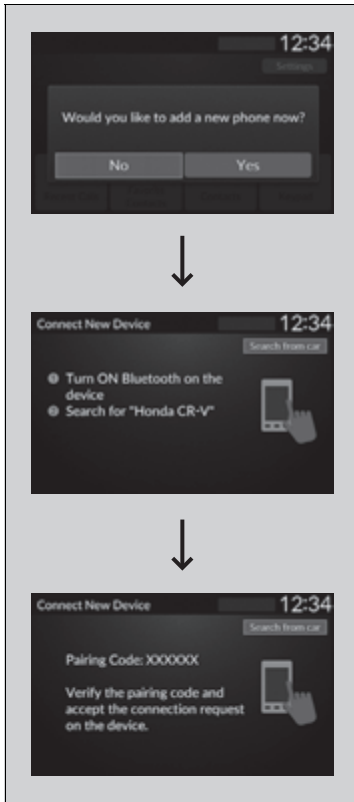 12:34
Settings
Would you like to add a new phone now?
No Yes
Connect New Device 12:34
Search from car
❶ Turn ON Bluetooth on the
device
❷ Search for "Honda CR-V"
Connect New Device 12:34
Search from car
Pairing Code: XXXXXX
Verify the pairing code and
accept the connection request
on the device.